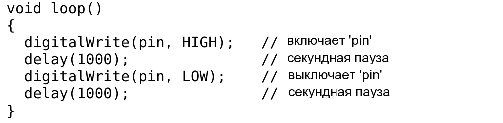 void loop()
{
  digitalWrite(pin, HIGH);   // включает 'pin'
  delay(1000);               // секундная пауза
  digitalWrite(pin, LOW);    // выключает 'pin'
  delay(1000);               // секундная пауза
}